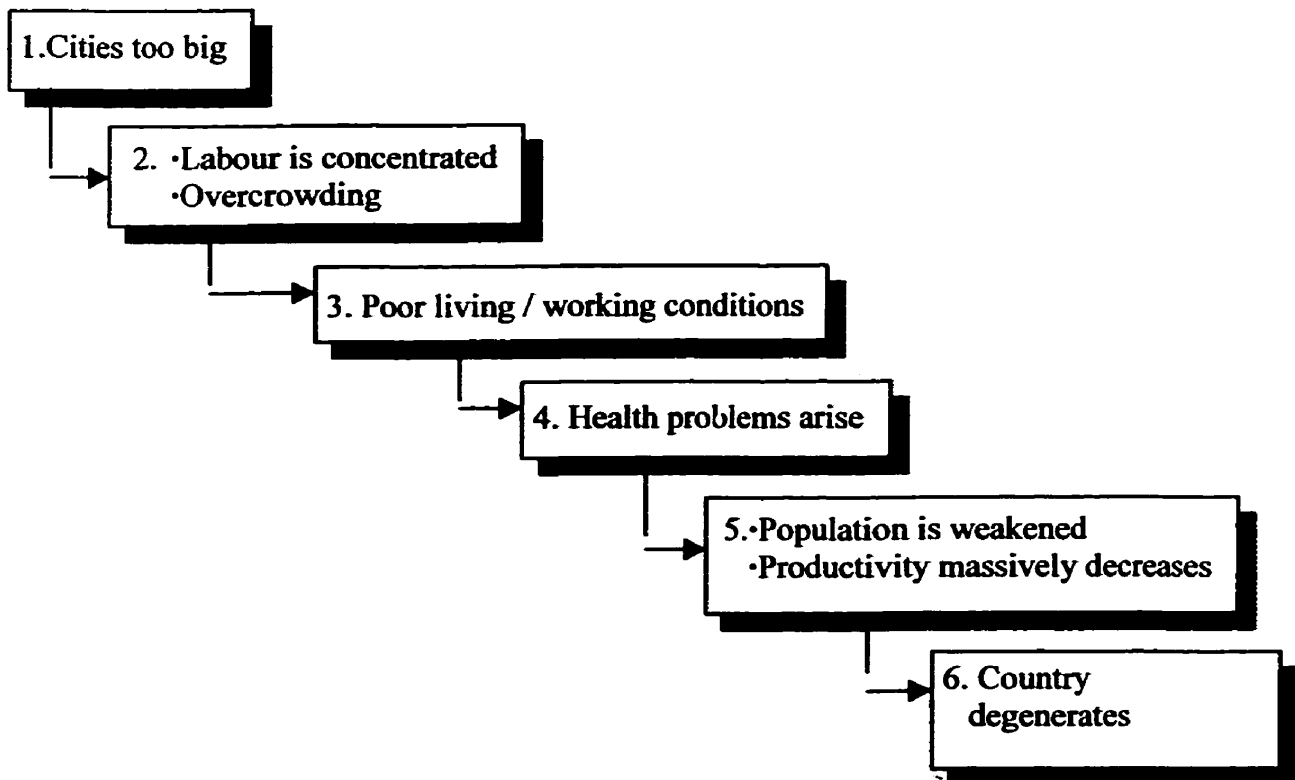 1.Cities too big
2. •Labour is concentrated
•Overcrowding
3. Poor living / working conditions
4. Health problems arise
5.•Population is weakened
•Productivity massively decreases
6. Country
degenerates